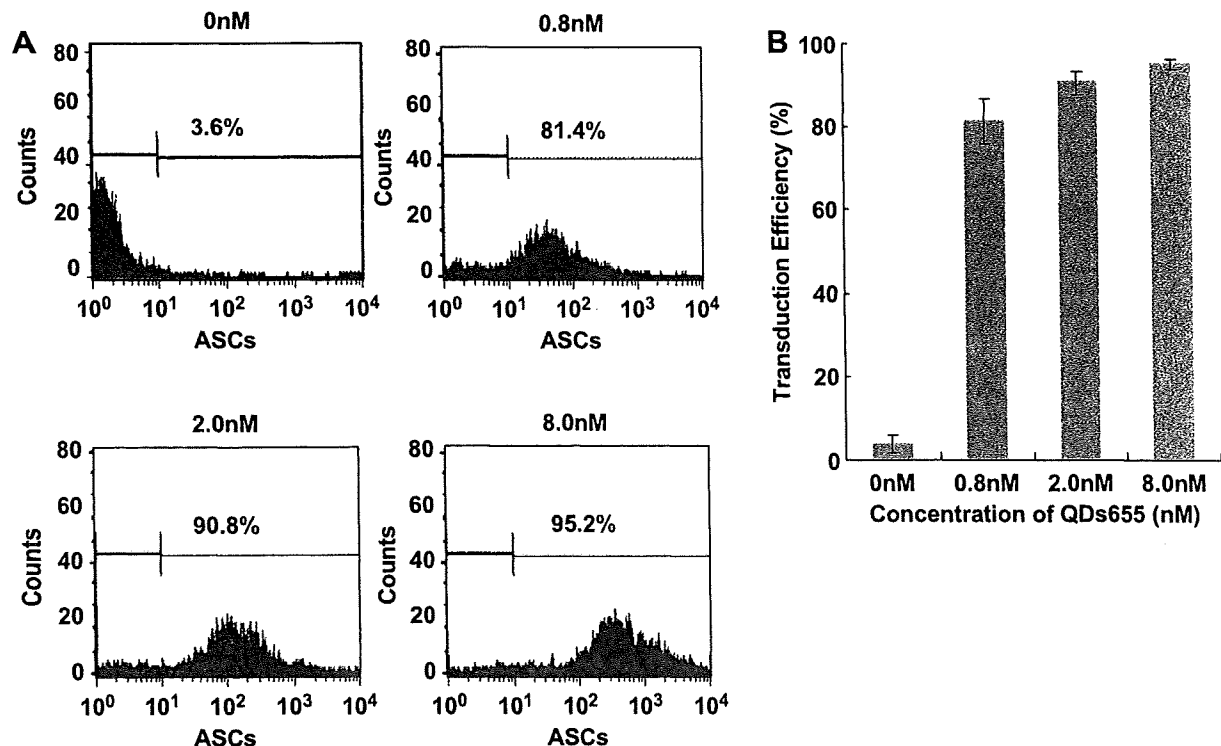 A
0nM
80
60
40
20
0
Counts
3.6%
10^0 10^1 10^2 10^3 10^4
ASCs
0.8nM
80
60
40
20
0
Counts
81.4%
10^0 10^1 10^2 10^3 10^4
ASCs
2.0nM
80
60
40
20
0
Counts
90.8%
10^0 10^1 10^2 10^3 10^4
ASCs
8.0nM
80
60
40
20
0
Counts
95.2%
10^0 10^1 10^2 10^3 10^4
ASCs
B
100
80
60
40
20
0
Transduction Efficiency (%)
0nM 0.8nM 2.0nM 8.0nM
Concentration of QDs655 (nM)